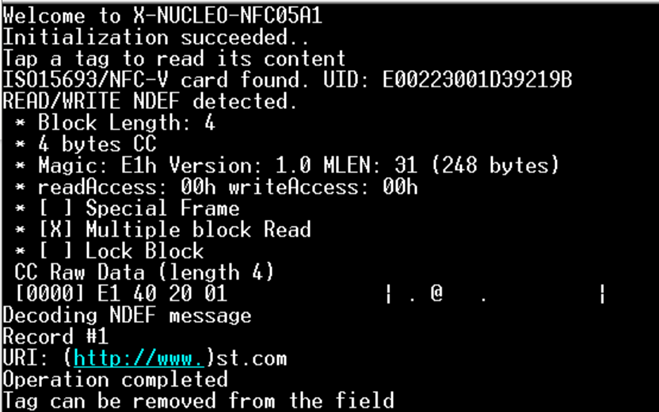 Welcome to X-NUCLEO-NFC05A1
Initialization succeeded..
Tap a tag to read its content
ISO15693/NFC-V card found. UID: E00223001D39219B
READ/WRITE NDEF detected.
* Block Length: 4
* 4 bytes CC
* Magic: E1h Version: 1.0 MLEN: 31 (248 bytes)
* readAccess: 00h writeAccess: 00h
* [ ] Special Frame
* [X] Multiple block Read
* [ ] Lock Block
CC Raw Data (length 4)
[0000] E1 40 20 01 | . @ . |
Decoding NDEF message
Record #1
URI: (http://www.)st.com
Operation completed
Tag can be removed from the field